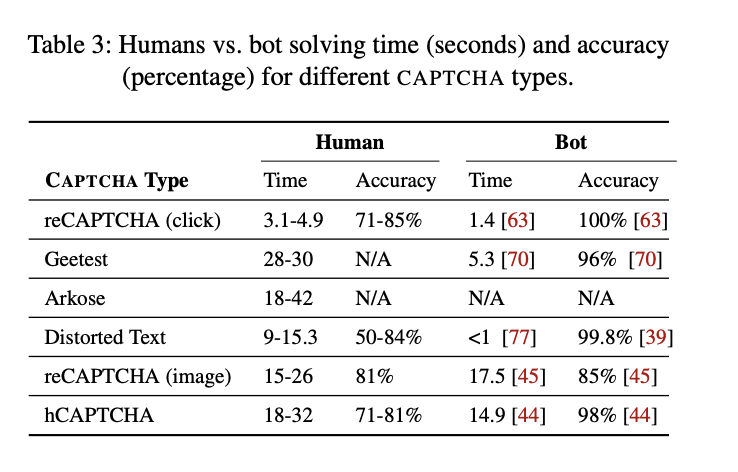 Table 3: Humans vs. bot solving time (seconds) and accuracy
(percentage) for different CAPTCHA types.
Human Bot
CAPTCHA Type Time Accuracy Time Accuracy
reCAPTCHA (click) 3.1-4.9 71-85% 1.4 [63] 100% [63]
Geetest 28-30 N/A 5.3 [70] 96% [70]
Arkose 18-42 N/A N/A N/A
Distorted Text 9-15.3 50-84% <1 [77] 99.8% [39]
reCAPTCHA (image) 15-26 81% 17.5 [45] 85% [45]
hCAPTCHA 18-32 71-81% 14.9 [44] 98% [44]